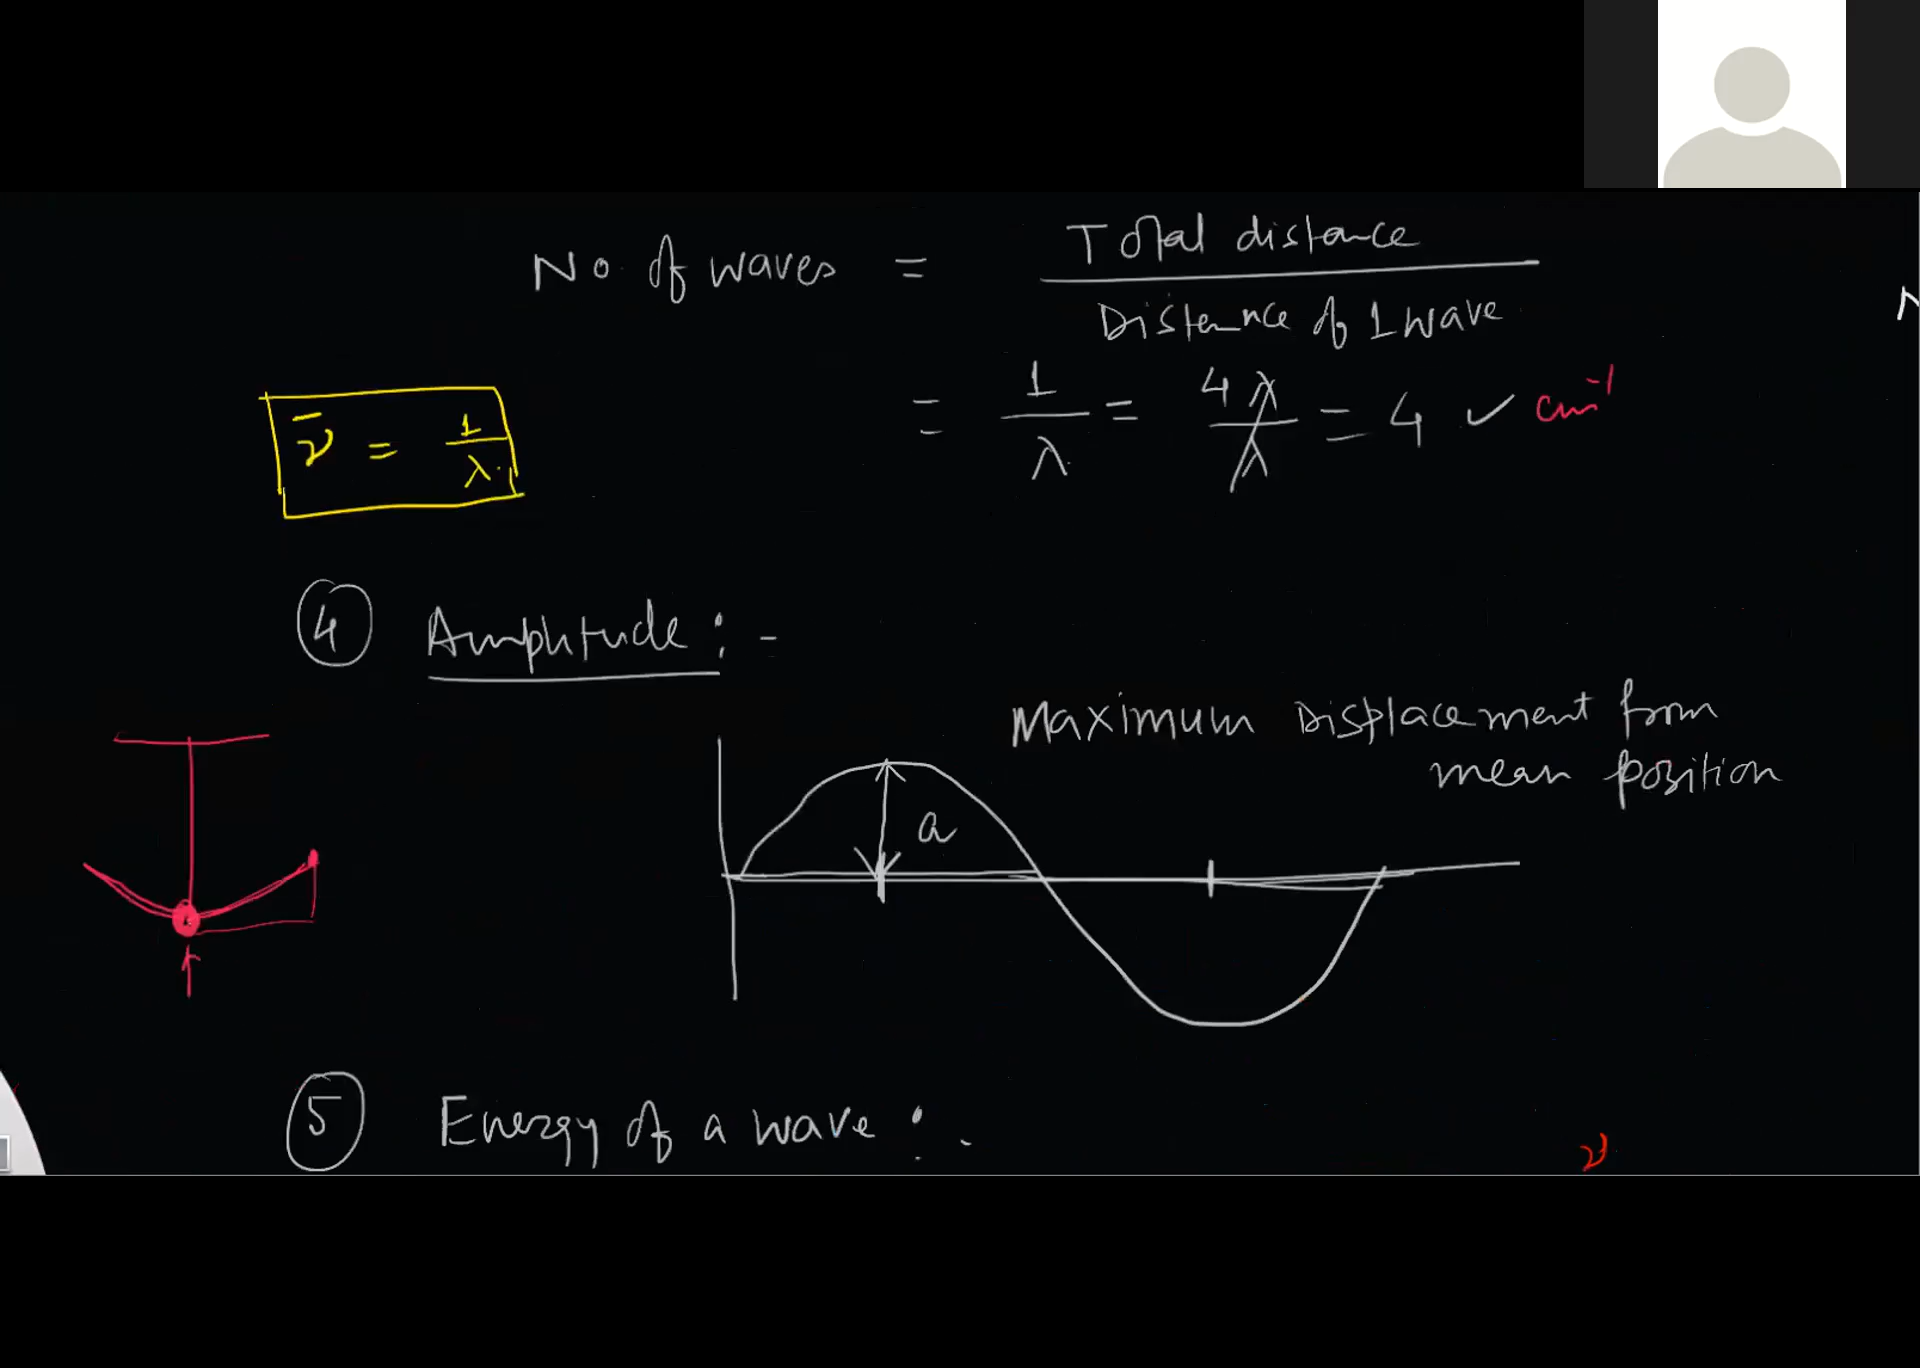 No. of waves = Total distance / Distance of 1 wave
= 1/λ = 4λ/λ = 4 ✓ cm⁻¹
ν̄ = 1/λ
④ Amplitude : -
Maximum Displacement from
mean position
a
⑤ Energy of a wave : -
ν